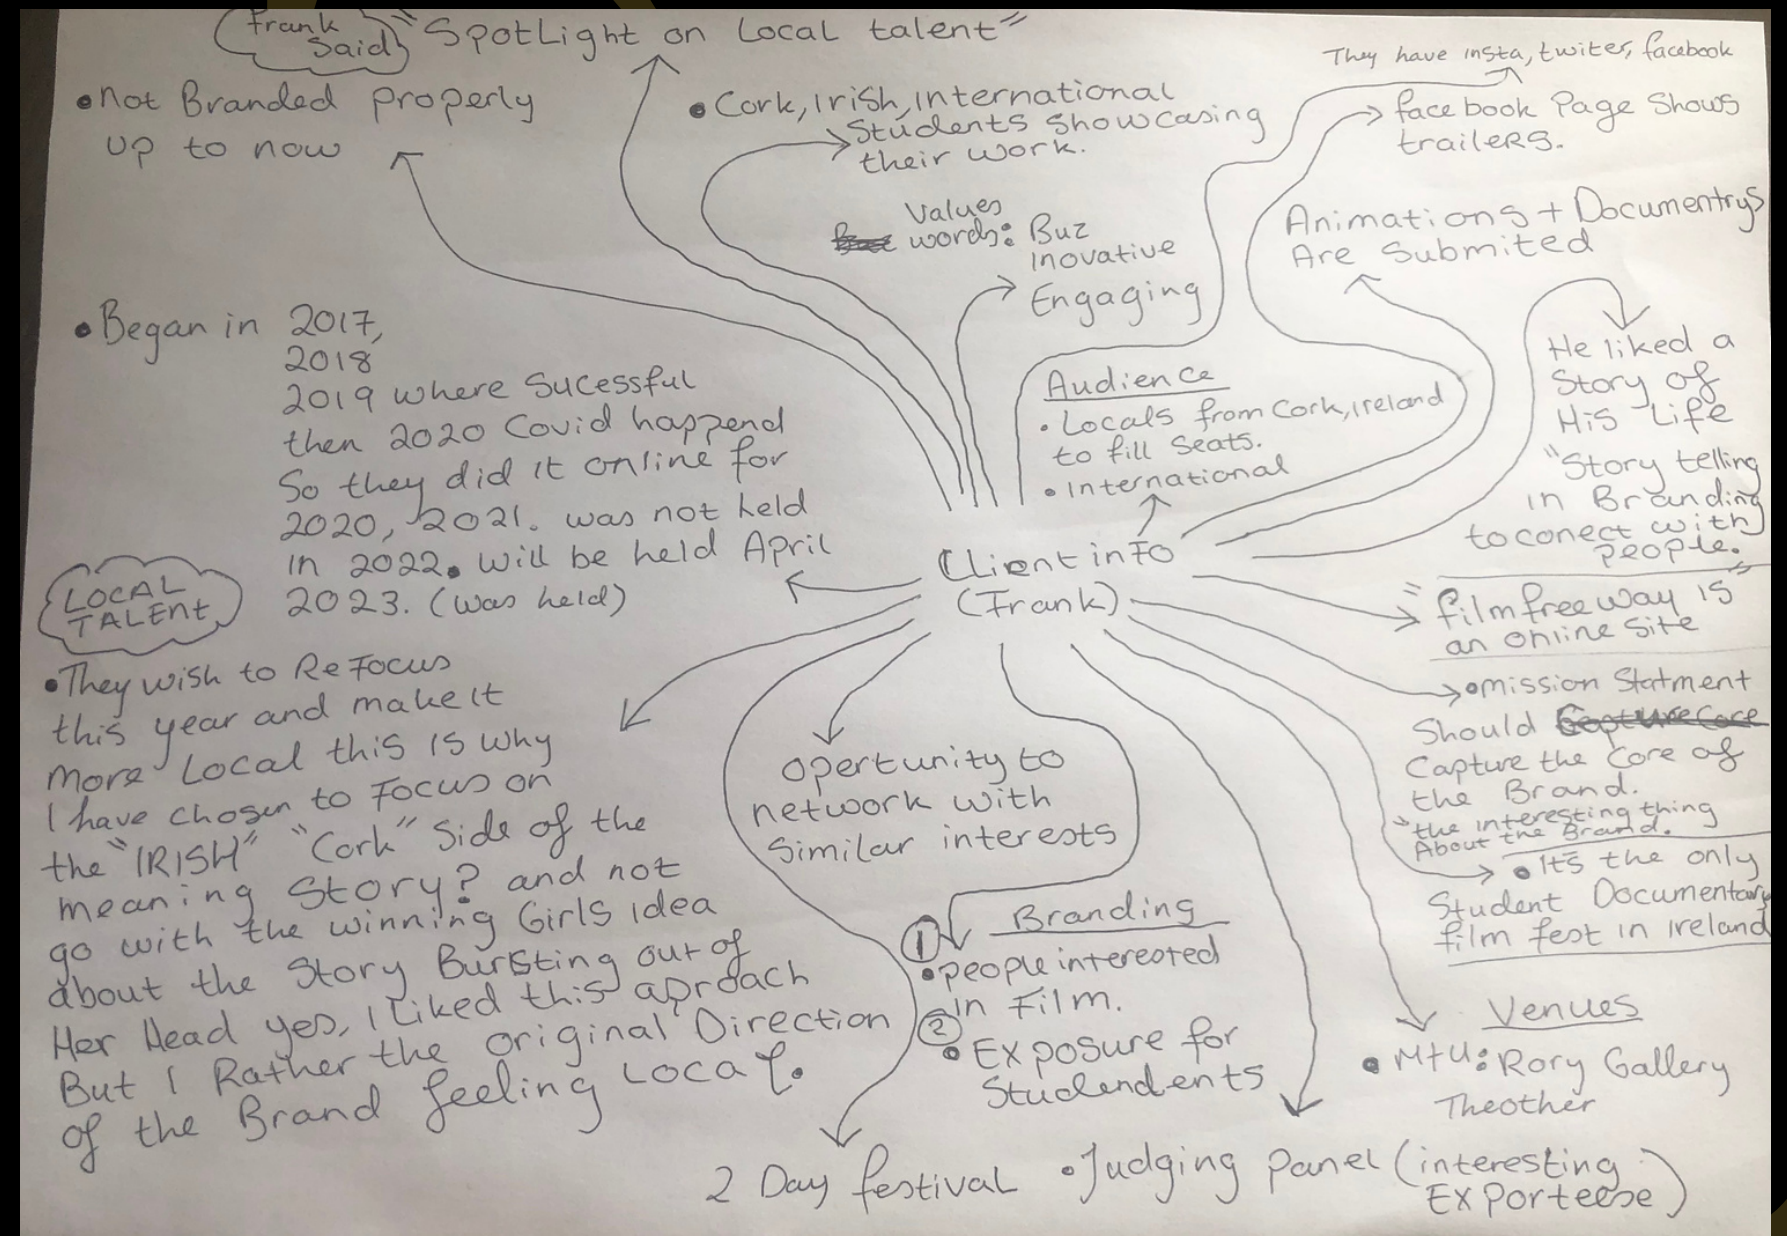 Frank
said
"Spotlight on local talent"
• Not Branded properly
up to now
• Cork, Irish, International
Students showcasing
their work.
Values
words: Buz
Inovative
Engaging
They have insta, twiter, facebook
facebook Page Shows
trailers.
Animations + Documentrys
Are Submited
He liked a
Story of
His Life
"Story telling
in Branding
to conect with
people."
• Began in 2017,
2018
2019 where Sucessful
then 2020 Covid happend
So they did it online for
2020, 2021. was not held
in 2022. will be held April
2023. (was held)
Audience
• Locals from Cork, Ireland
to fill seats.
• International
Client info
(Frank)
"film freeway is"
an online site
LOCAL
TALENT
• They wish to Refocus
this year and make it
more Local this is why
I have chosen to Focus on
the "IRISH" "Cork" Side of the
meaning Story? and not
go with the winning Girls idea
about the Story Bursting out of
Her Head yes, I liked this aproach
But I Rather the original Direction
of the Brand feeling Local.
Opertunity to
network with
Similar interests
• Mission Statment
Should
Capture the Core of
the Brand.
"the interesting thing
About the Brand.
• It's the only
Student Documentary
film fest in Ireland
Branding
1
• people interested
in Film.
2
• Exposure for
Studendents
Venues
• MTU: Rory Gallery
Theother
2 Day festival
• Judging panel (interesting
Exporteese)